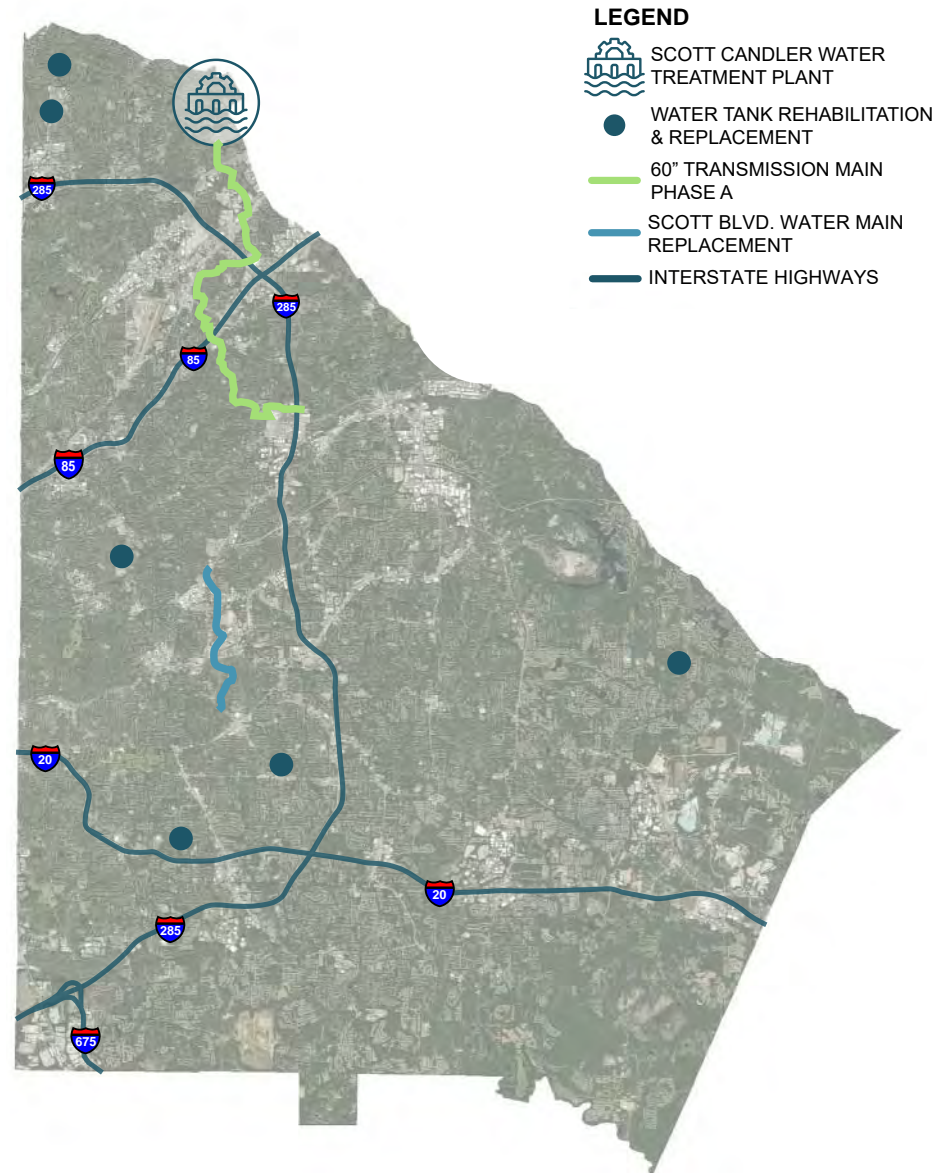 LEGEND
SCOTT CANDLER WATER
TREATMENT PLANT
WATER TANK REHABILITATION
& REPLACEMENT
60” TRANSMISSION MAIN
PHASE A
SCOTT BLVD. WATER MAIN
REPLACEMENT
INTERSTATE HIGHWAYS
285
285
85
85
20
20
285
675